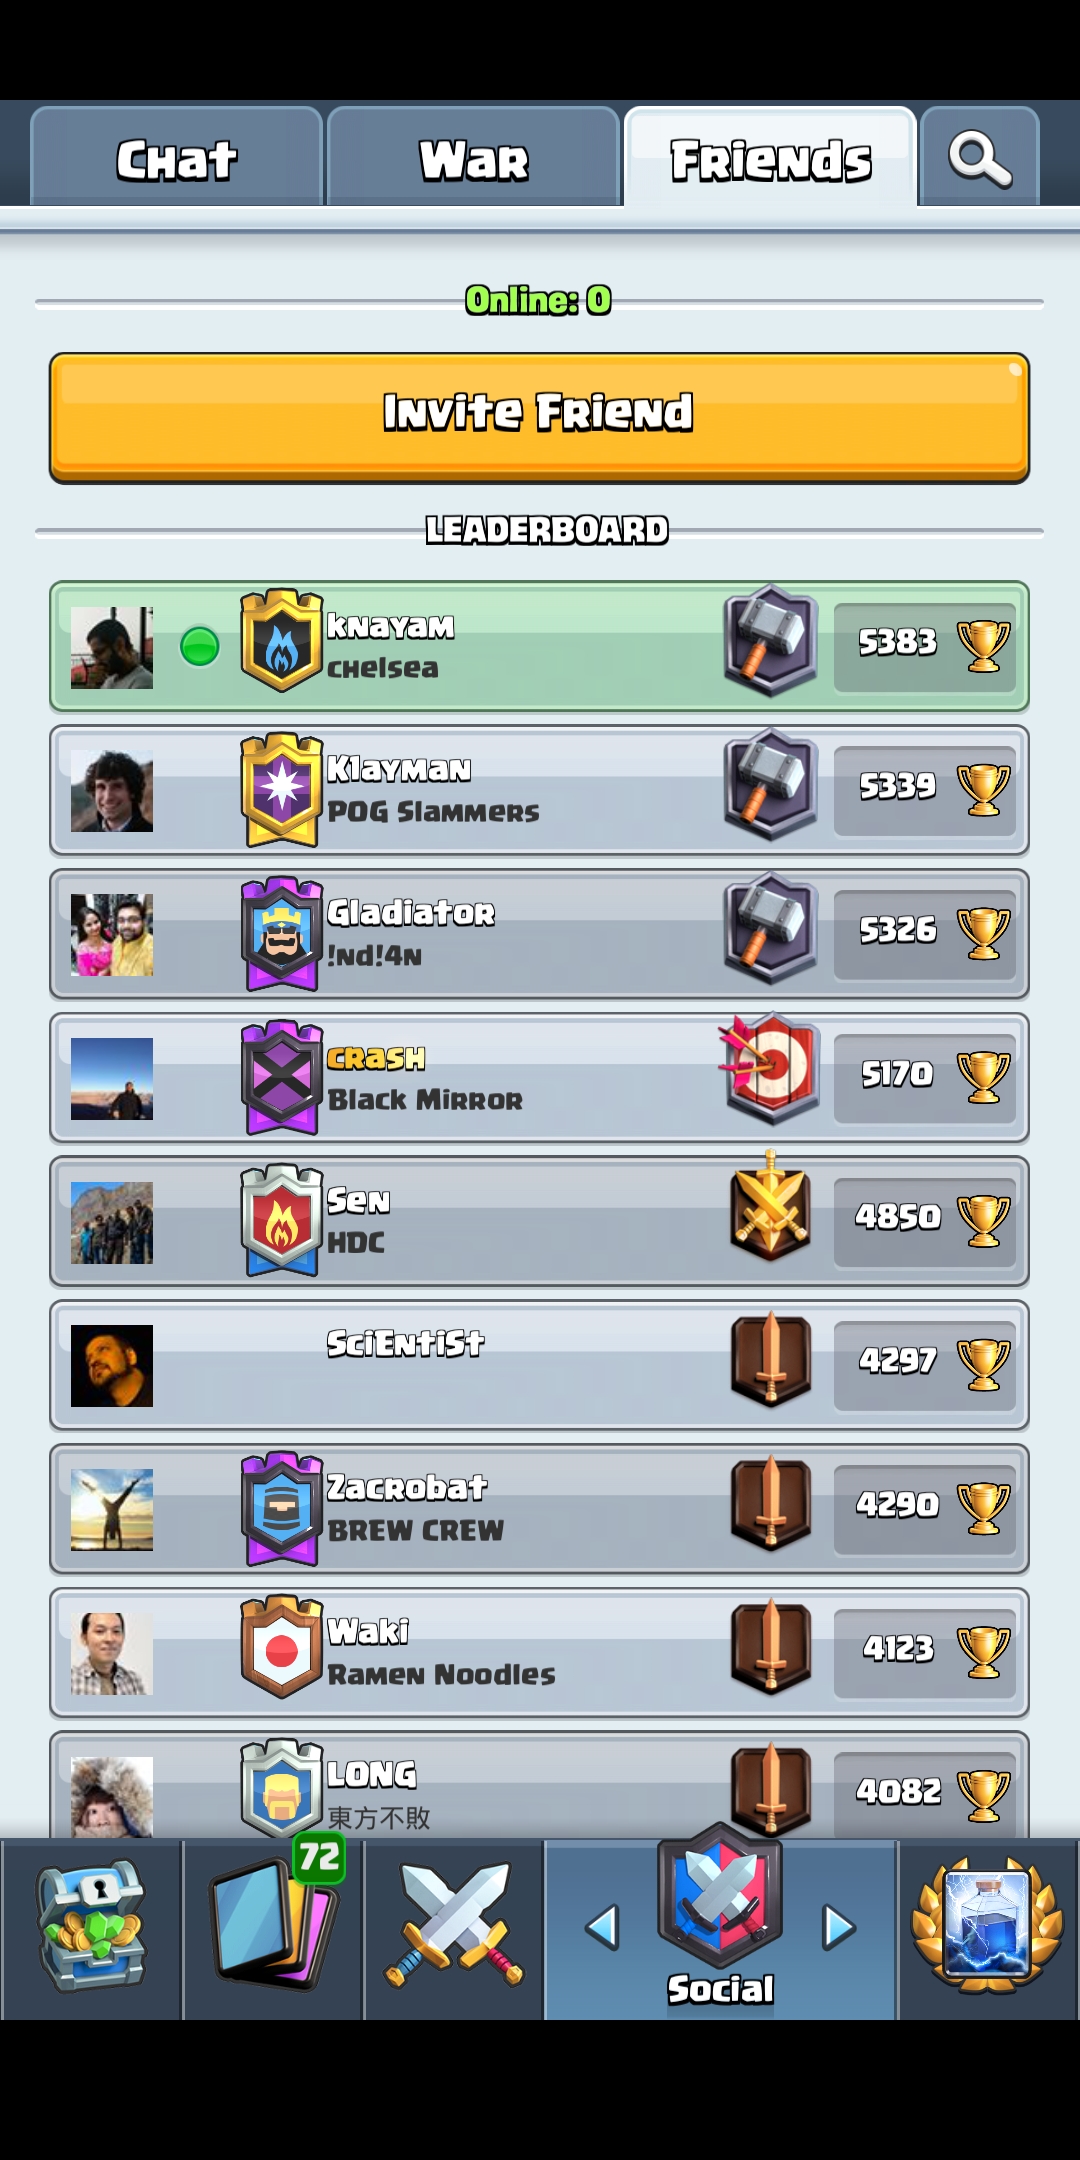 Chat
War
Friends
Online: 0
Invite Friend
LEADERBOARD
knayam
chelsea
5383
K1ayman
POG Slammers
5339
Gladiator
!nd!4n
5326
crash
Black Mirror
5170
Sen
HDC
4850
SciEntiSt
4297
Zacrobat
BREW CREW
4290
Waki
Ramen Noodles
4123
LONG
東方不敗
4082
72
Social